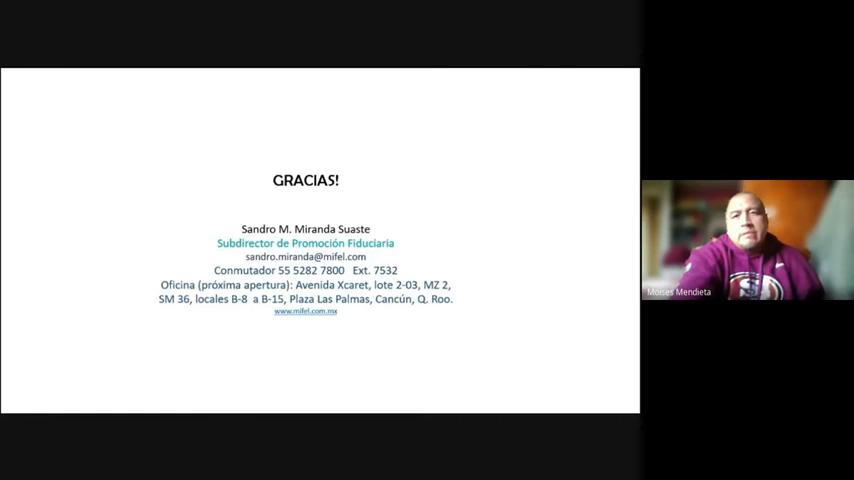 GRACIAS!
Sandro M. Miranda Suaste
Subdirector de Promoción Fiduciaria
sandro.miranda@mifel.com
Conmutador 55 5282 7800 Ext. 7532
Oficina (próxima apertura): Avenida Xcaret, lote 2-03, MZ 2,
SM 36, locales B-8 a B-15, Plaza Las Palmas, Cancún, Q. Roo.
www.mifel.com.mx
Moises Mendieta
SF